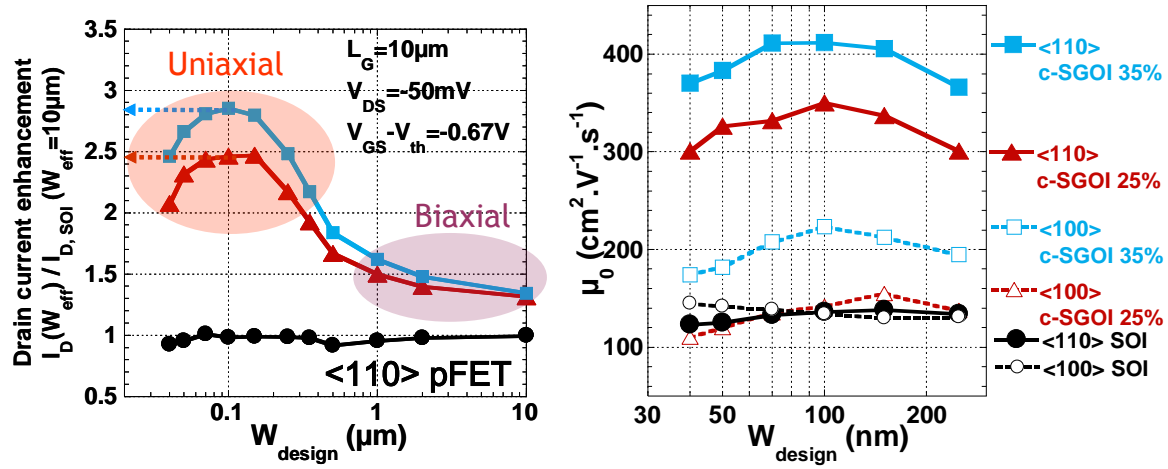 Drain current enhancement
I_D(W_eff) / I_D, SOI (W_eff=10µm)
3.5
3
2.5
2
1.5
1
0.5
Uniaxial
L_G=10µm
V_DS=-50mV
V_GS-V_th=-0.67V
Biaxial
<110> pFET
0.1
1
10
W_design (µm)
µ_0 (cm².V⁻¹.s⁻¹)
400
300
200
100
30
50
100
200
W_design (nm)
<110>
c-SGOI 35%
<110>
c-SGOI 25%
<100>
c-SGOI 35%
<100>
c-SGOI 25%
<110> SOI
<100> SOI